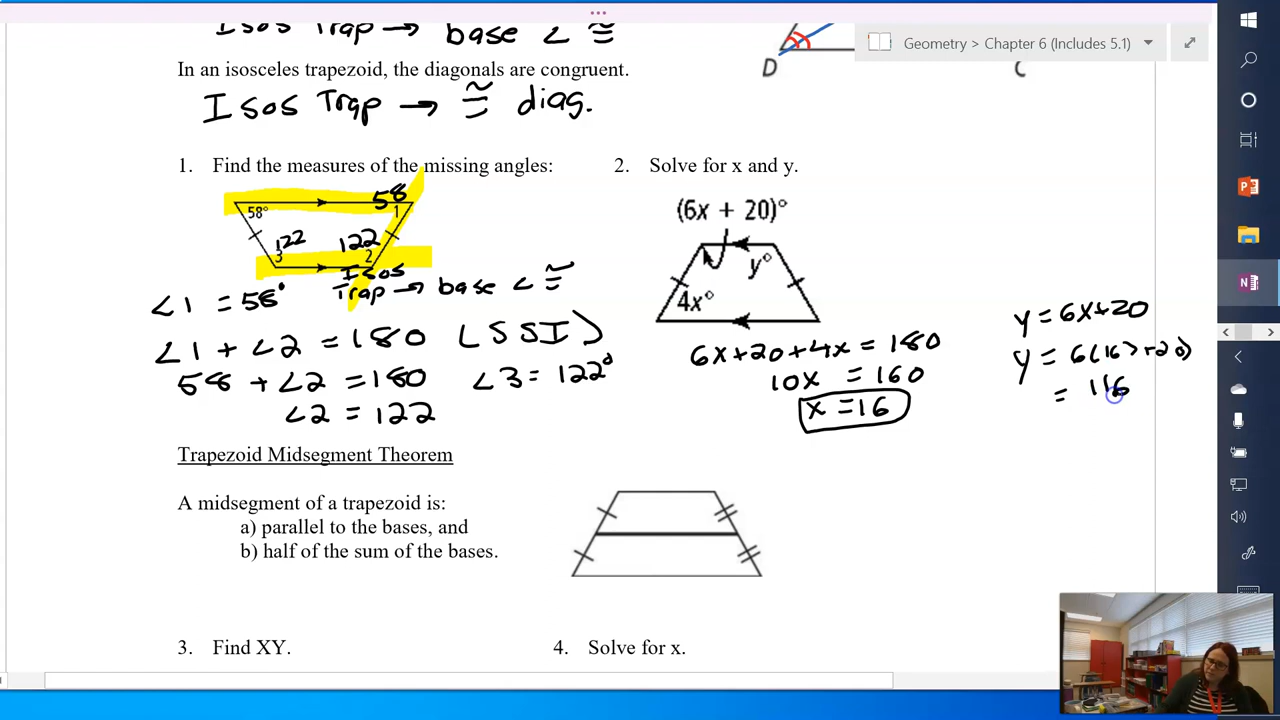 Isos Trap → base ∠ ≅
Geometry > Chapter 6 (Includes 5.1)
D
C
In an isosceles trapezoid, the diagonals are congruent.
Isos Trap → ≅ diag.
1. Find the measures of the missing angles:
58
58°
1
122
122
3
2
Isos
Trap → base ∠ ≅
∠1 = 58°
∠1 + ∠2 = 180 (SSI)
58 + ∠2 = 180
∠3 = 122°
∠2 = 122
2. Solve for x and y.
(6x + 20)°
y°
4x°
6x+20+4x = 180
10x = 160
x = 16
y = 6x+20
y = 6(16)+20
= 116
Trapezoid Midsegment Theorem
A midsegment of a trapezoid is:
a) parallel to the bases, and
b) half of the sum of the bases.
3. Find XY.
4. Solve for x.